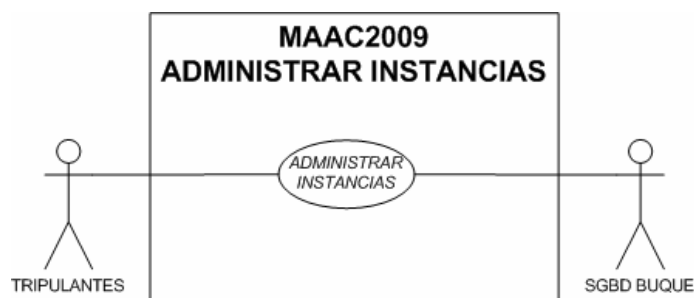 MAAC2009
ADMINISTRAR INSTANCIAS
ADMINISTRAR
INSTANCIAS
TRIPULANTES
SGBD BUQUE